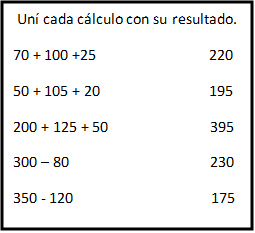 Uní cada cálculo con su resultado.
70 + 100 +25 220
50 + 105 + 20 195
200 + 125 + 50 395
300 – 80 230
350 - 120 175